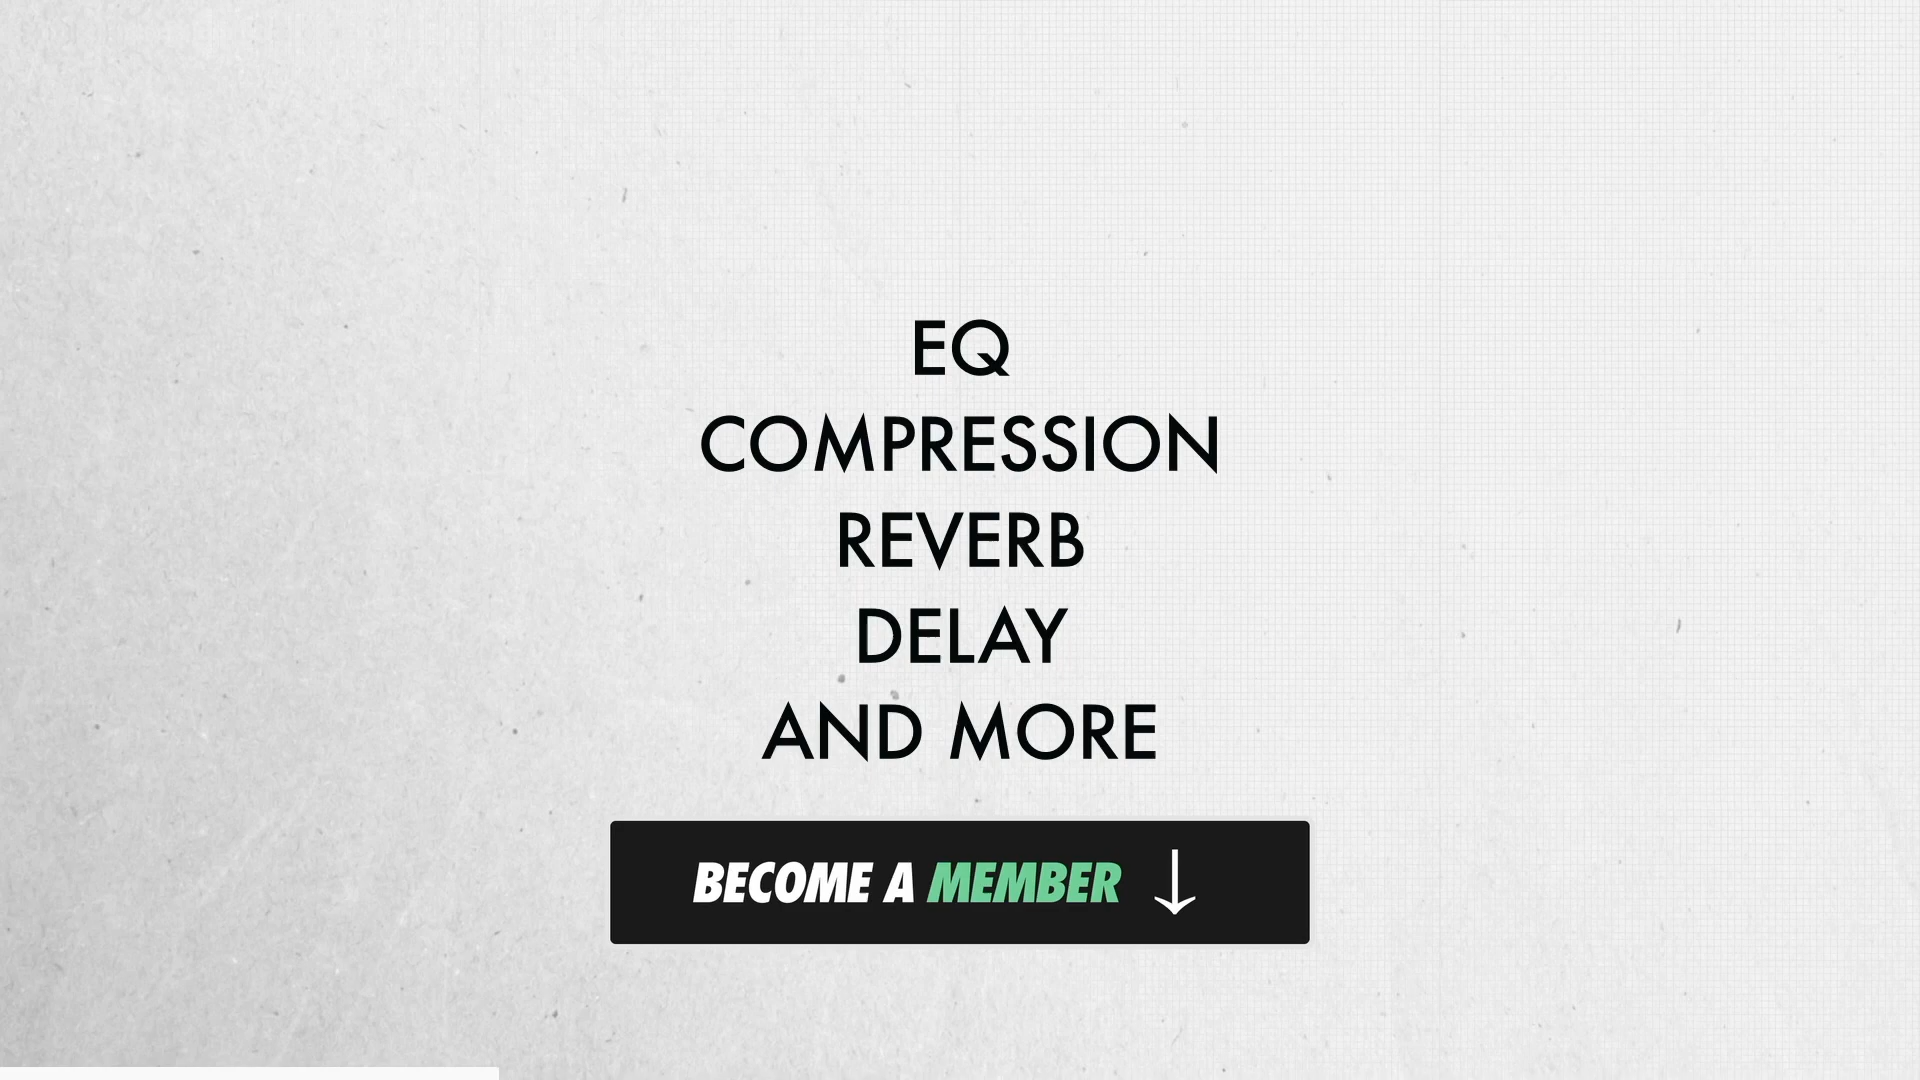 EQ
COMPRESSION
REVERB
DELAY
AND MORE
BECOME A MEMBER